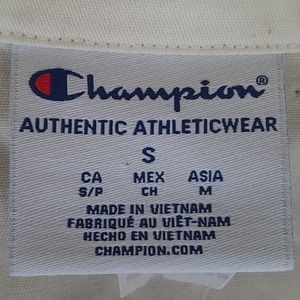 Champion®
AUTHENTIC ATHLETICWEAR
S
CA MEX ASIA
S/P CH M
MADE IN VIETNAM
FABRIQUÉ AU VIÊT-NAM
HECHO EN VIETNAM
CHAMPION.COM